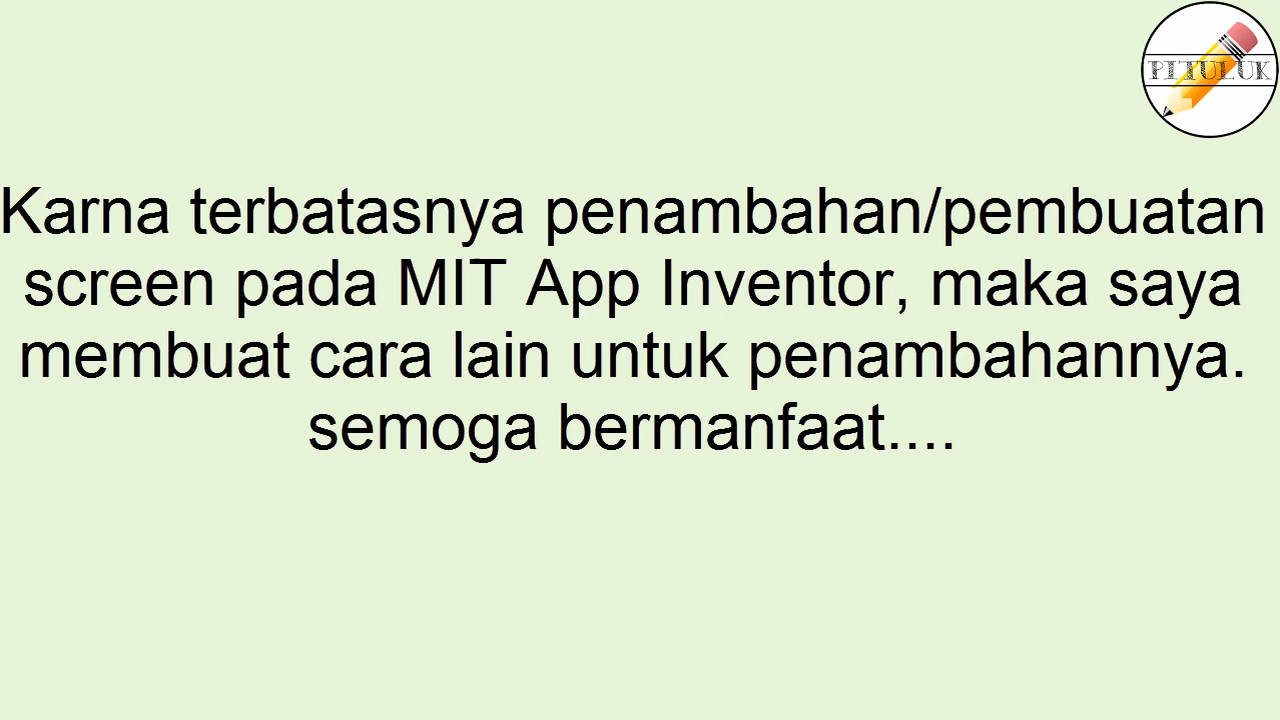 PITULUK
Karna terbatasnya penambahan/pembuatan
screen pada MIT App Inventor, maka saya
membuat cara lain untuk penambahannya.
semoga bermanfaat....